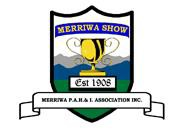 MERRIWA SHOW
Est 1908
MERRIWA P.A.H.& I. ASSOCIATION INC.